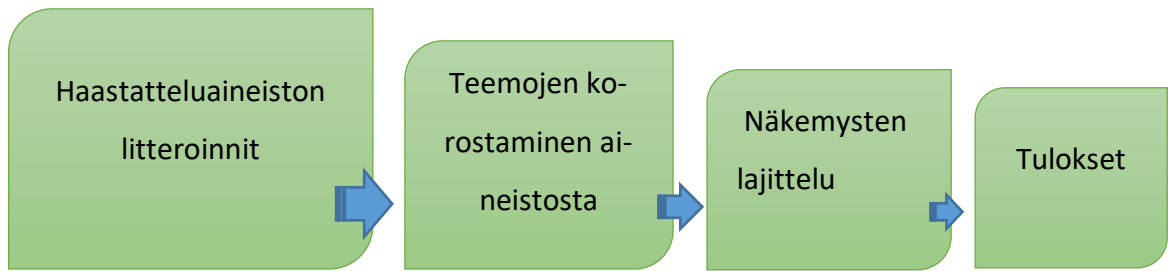 Haastatteluaineiston
litteroinnit
Teemojen ko-
rostaminen ai-
neistosta
Näkemysten
lajittelu
Tulokset